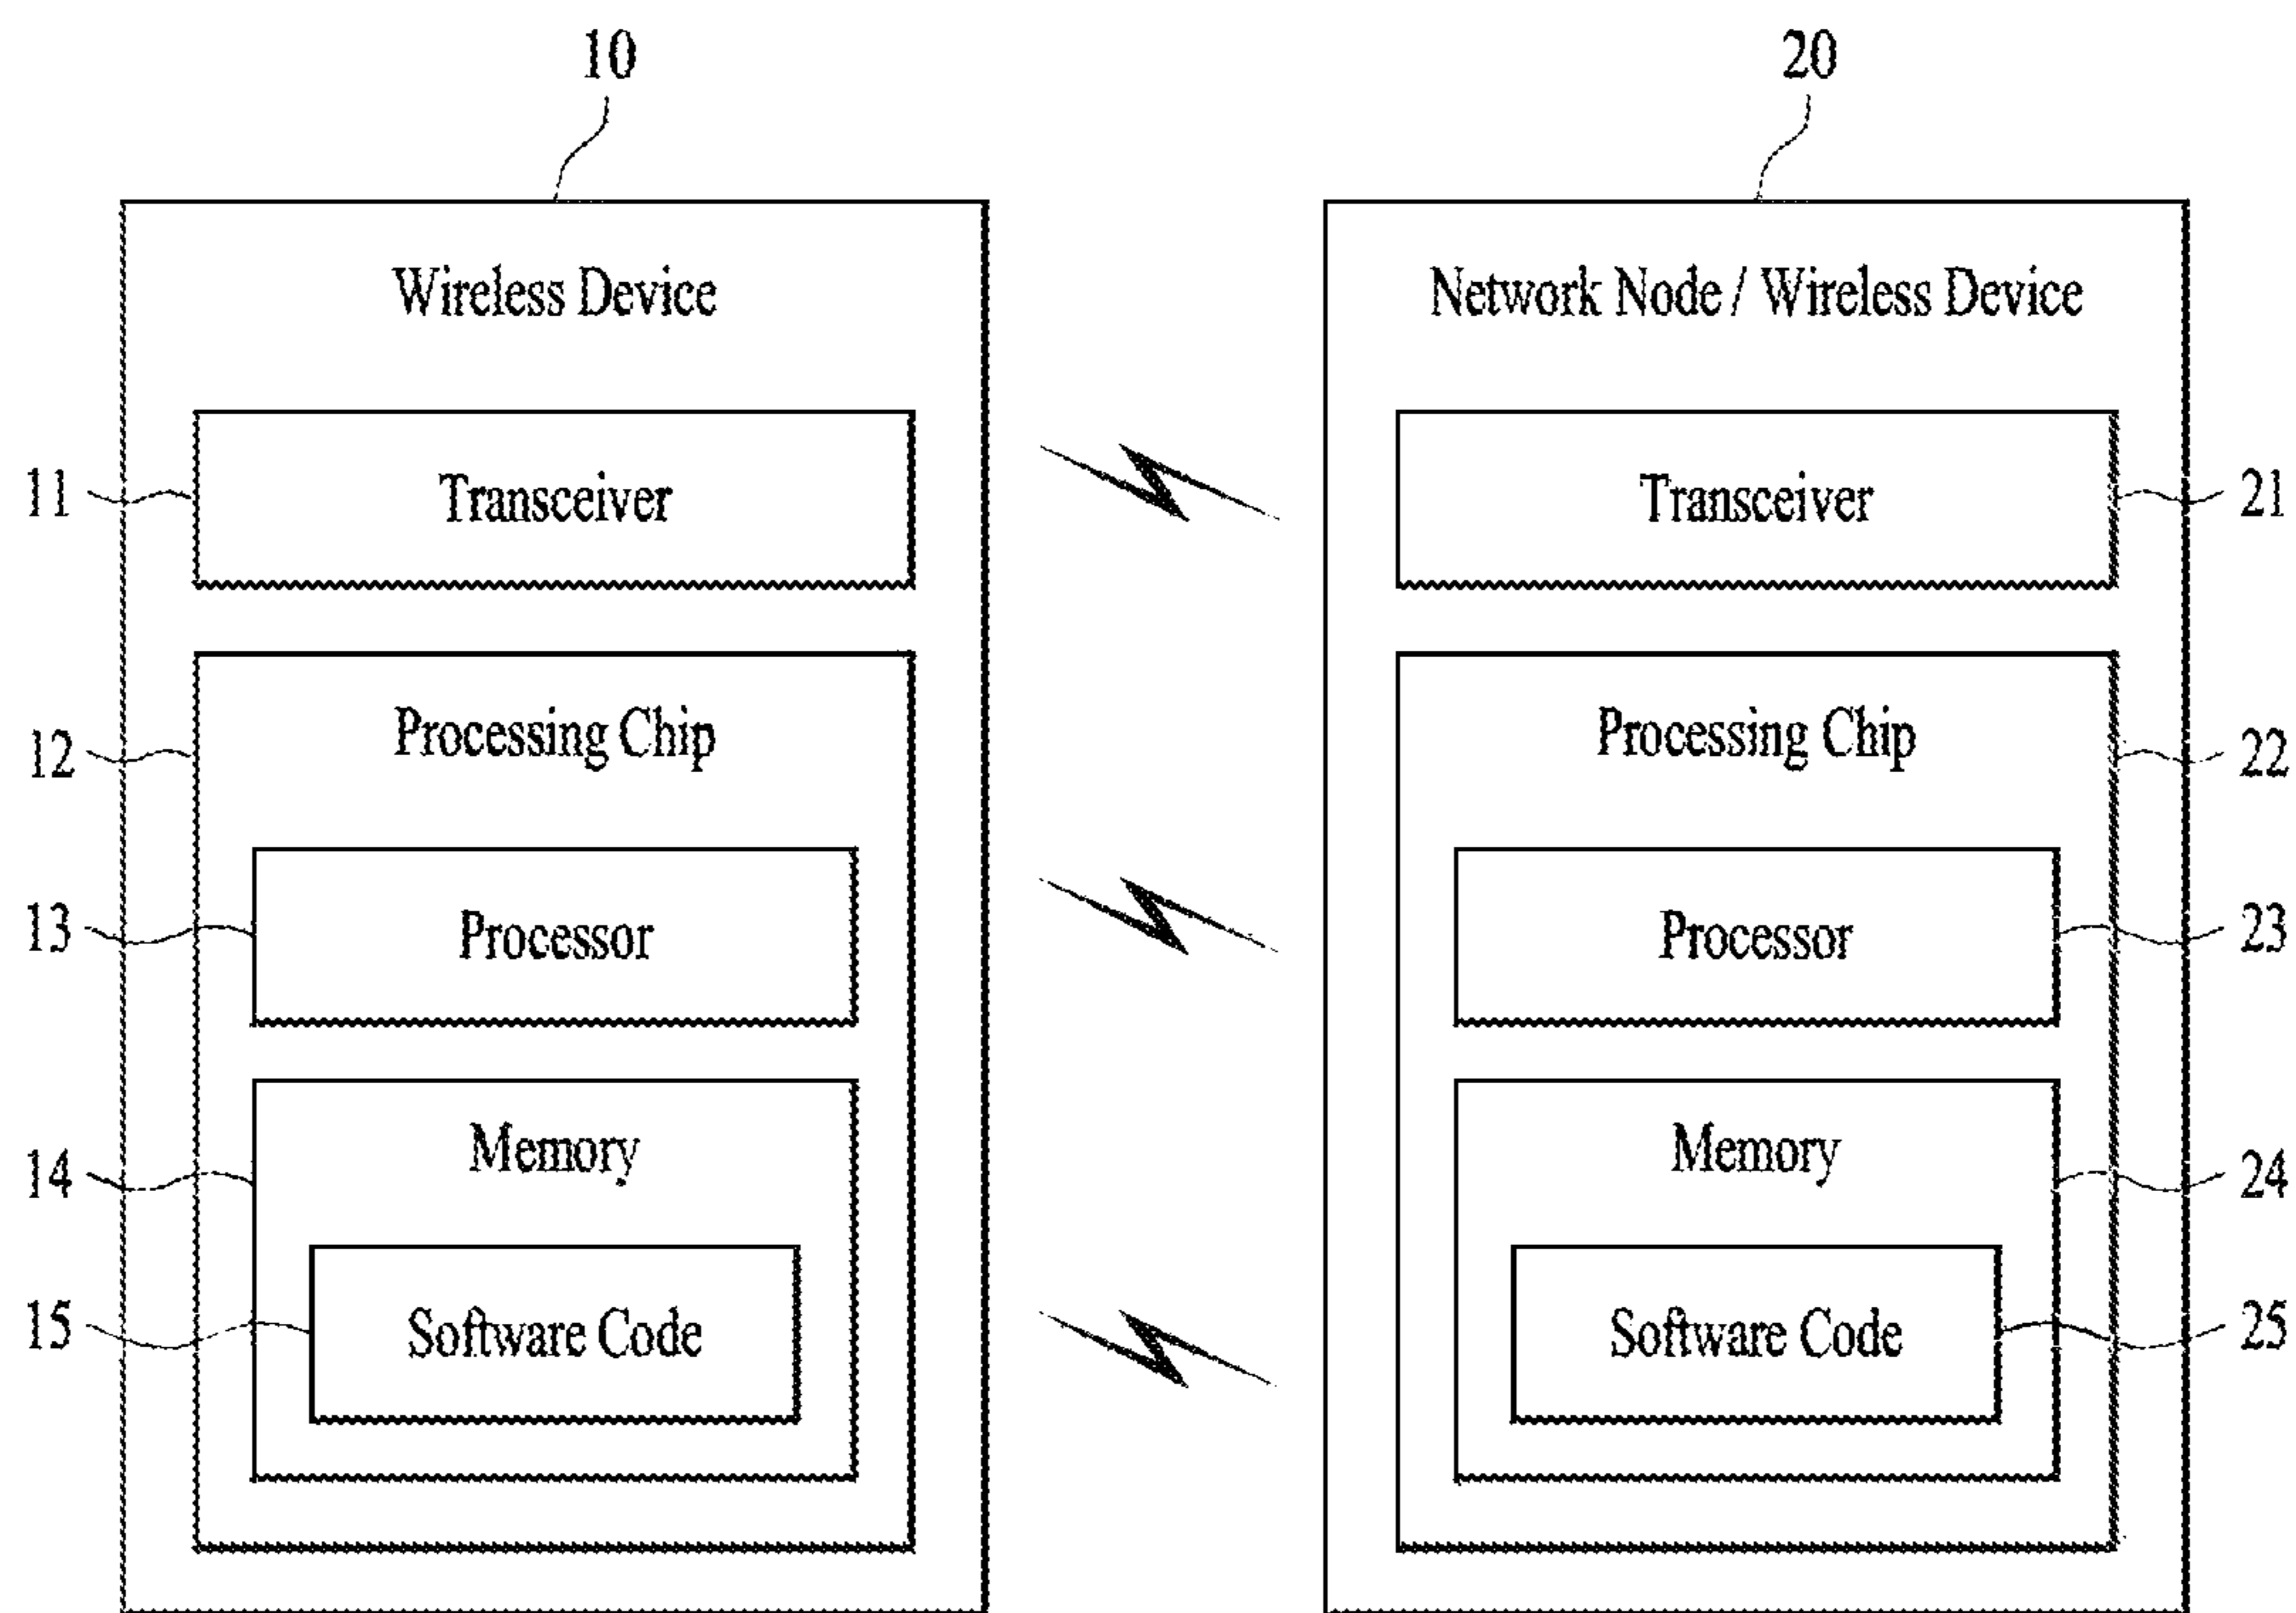 10
20
Wireless Device
Network Node / Wireless Device
11
Transceiver
Transceiver
21
12
Processing Chip
Processing Chip
22
13
Processor
Processor
23
14
Memory
Memory
24
15
Software Code
Software Code
25